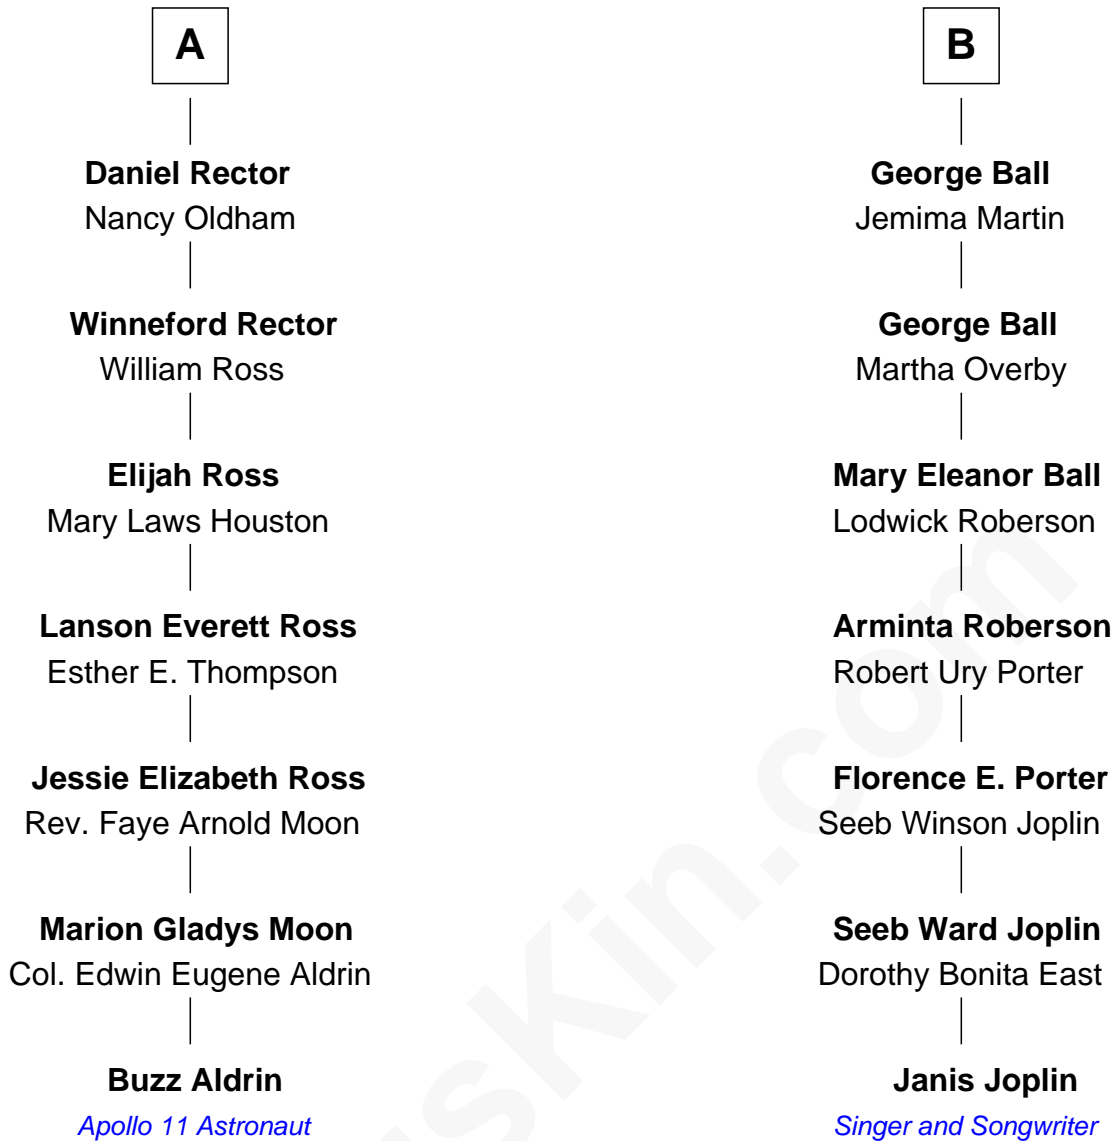 A
Daniel Rector
Nancy Oldham
Winneford Rector
William Ross
Elijah Ross
Mary Laws Houston
Lanson Everett Ross
Esther E. Thompson
Jessie Elizabeth Ross
Rev. Faye Arnold Moon
Marion Gladys Moon
Col. Edwin Eugene Aldrin
Buzz Aldrin
Apollo 11 Astronaut
B
George Ball
Jemima Martin
George Ball
Martha Overby
Mary Eleanor Ball
Lodwick Roberson
Arminta Roberson
Robert Ury Porter
Florence E. Porter
Seeb Winson Joplin
Seeb Ward Joplin
Dorothy Bonita East
Janis Joplin
Singer and Songwriter